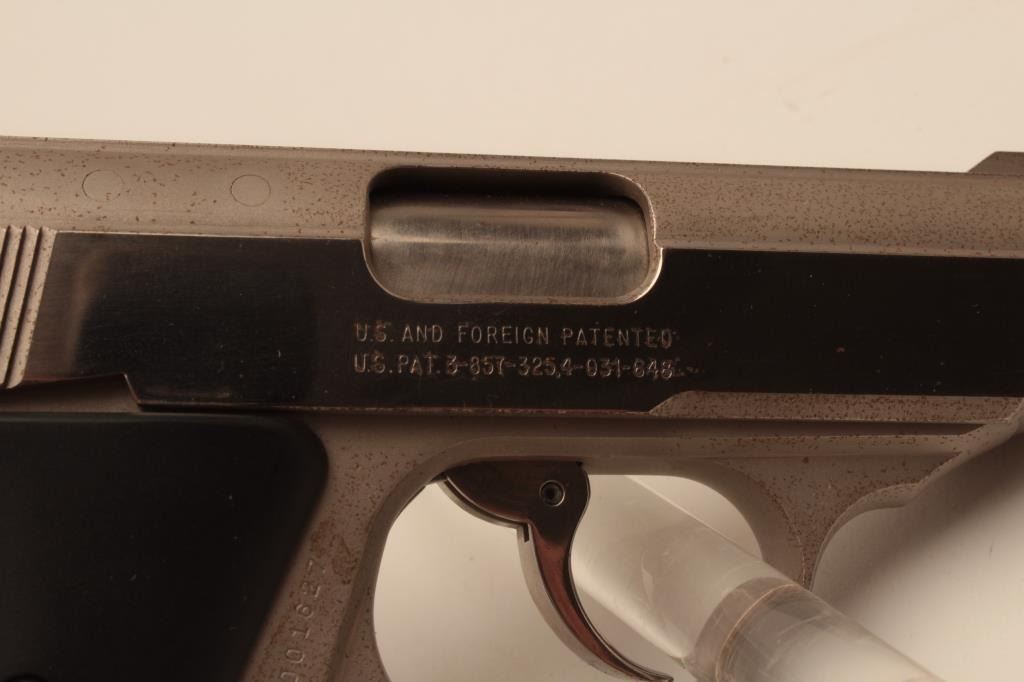 U.S. AND FOREIGN PATENTED
U.S. PAT. 3-857-325,4-031-648